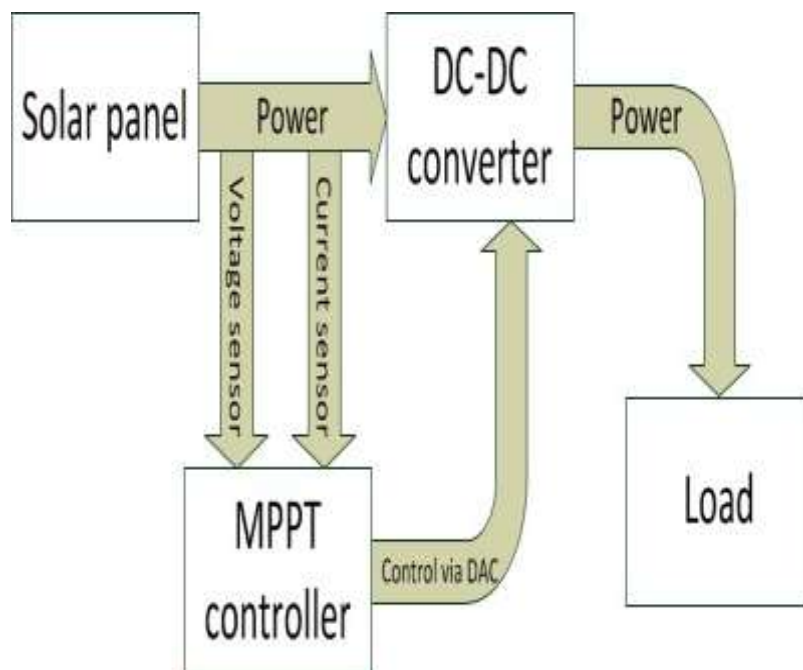 Solar panel
Power
DC-DC
converter
Power
Voltage sensor
Current sensor
MPPT
controller
Control via DAC
Load